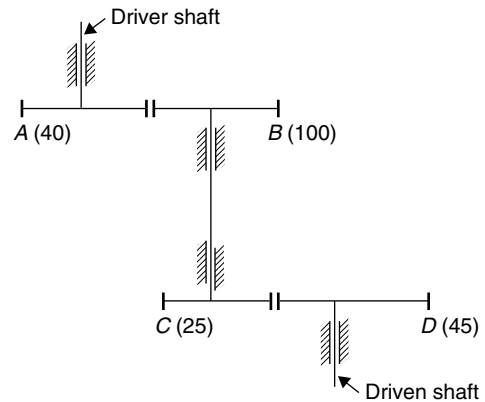 Driver shaft
A (40)
B (100)
C (25)
D (45)
Driven shaft